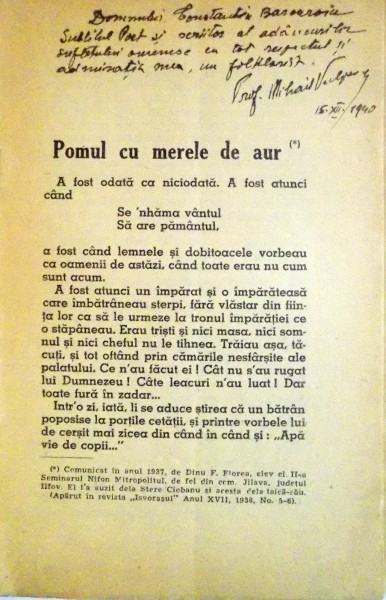 Domnului Constantin
Subtilul Poet și scriitor al adâncurilor
sufletului omenesc cu tot respectul și
admirația mea, un folklorist.
Prof. Mihail Vulpescu
15.XII.1940
Pomul cu merele de aur (*)
A fost odată ca niciodată. A fost atunci
când
Se 'nhăma vântul
Să are pământul,
a fost când lemnele și dobitoacele vorbeau
ca oamenii de astăzi, când toate erau nu cum
sunt acum.
A fost atunci un împărat și o împărăteasă
care îmbătrâneau sterpi, fără vlăstar din fiin-
ța lor ca să le urmeze la tronul împărăției ce
o stăpâneau. Erau triști și nici masa, nici som-
nul și nici cheful nu le tihnea. Trăiau așa, tă-
cuți, și tot oftând prin cămările nesfârșite ale
palatului. Ce n'au făcut ei ! Cât nu s'au rugat
lui Dumnezeu ! Câte leacuri n'au luat ! Dar
toate fură în zadar...
Intr'o zi, iată, li se aduce știrea că un bătrân
poposise la porțile cetății, și printre vorbele lui
de cerșit mai zicea din când în când și : „Apă
vie de copii..."
(*) Comunicat în anul 1937, de Dinu F. Florea, elev cl. II-a
Seminarul Nifon Mitropolitul, de fel din com. Jilava, județul
Ilfov. El l'a auzit dela Stere Ciobanu și acesta dela taică-său.
(Apărut în revista „Isvorașul" Anul XVII, 1938, No. 5-6).